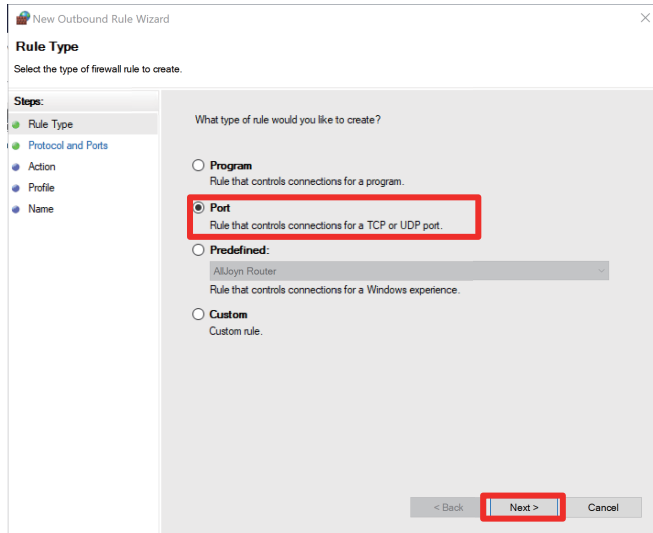 New Outbound Rule Wizard
Rule Type
Select the type of firewall rule to create.
Steps:
Rule Type
Protocol and Ports
Action
Profile
Name
What type of rule would you like to create?
Program
Rule that controls connections for a program.
Port
Rule that controls connections for a TCP or UDP port.
Predefined:
AllJoyn Router
Rule that controls connections for a Windows experience.
Custom
Custom rule.
< Back
Next >
Cancel